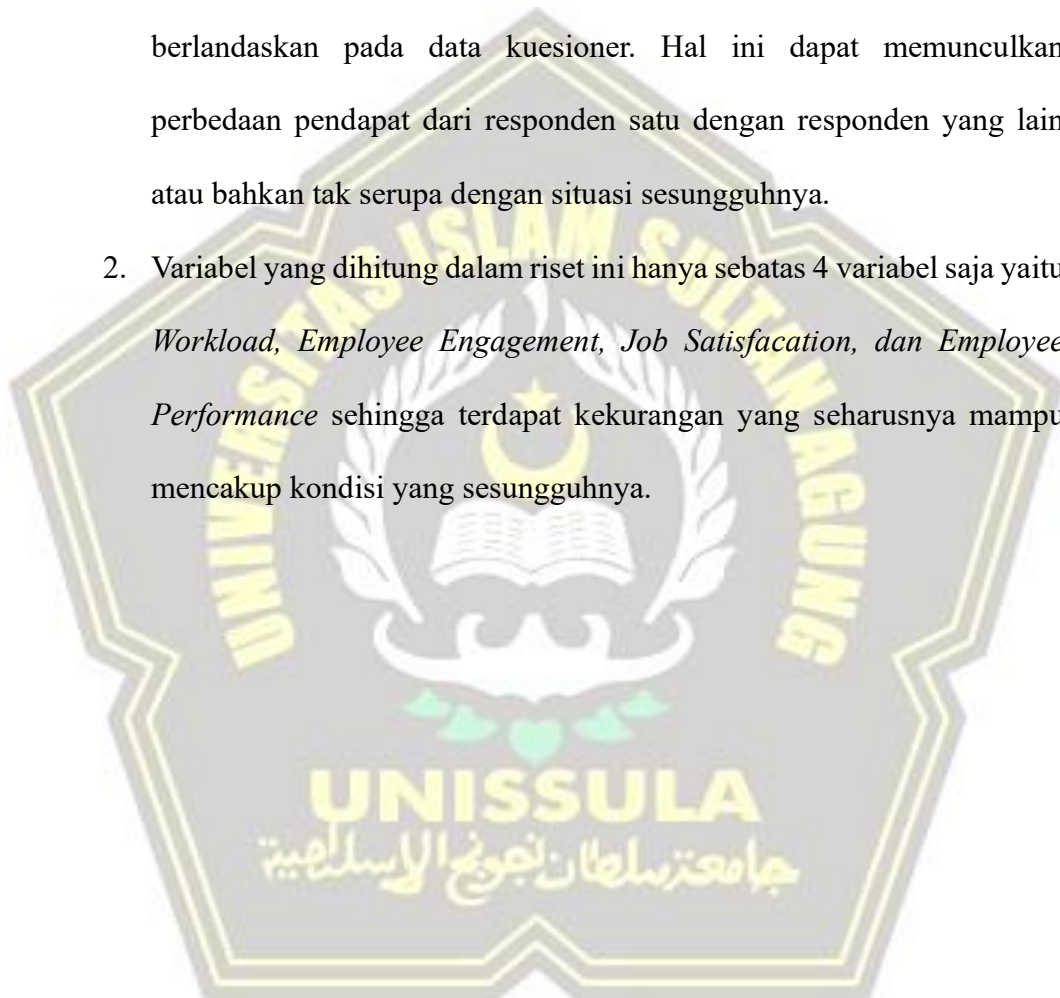 berlandaskan pada data kuesioner. Hal ini dapat memunculkan
perbedaan pendapat dari responden satu dengan responden yang lain
atau bahkan tak serupa dengan situasi sesungguhnya.
2. Variabel yang dihitung dalam riset ini hanya sebatas 4 variabel saja yaitu
Workload, Employee Engagement, Job Satisfacation, dan Employee
Performance sehingga terdapat kekurangan yang seharusnya mampu
mencakup kondisi yang sesungguhnya.
UNIVERSITAS ISLAM SULTAN AGUNG
UNISSULA
جامعة سلطان أجونج الإسلامية